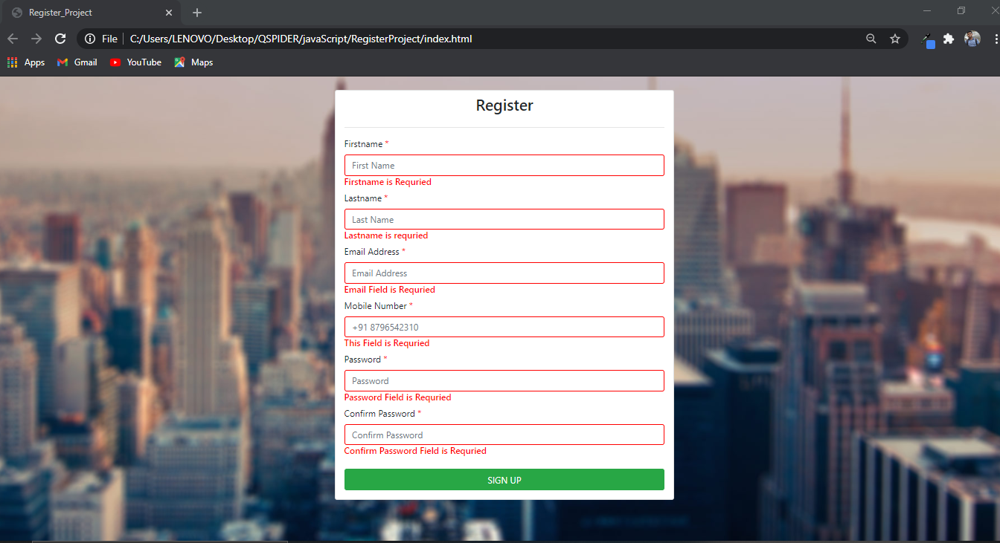 Register_Project
File
C:/Users/LENOVO/Desktop/QSPIDER/javaScript/RegisterProject/index.html
Apps Gmail YouTube Maps
Register
Firstname *
First Name
Firstname is Requried
Lastname *
Last Name
Lastname is requried
Email Address *
Email Address
Email Field is Requried
Mobile Number *
+91 8796542310
This Field is Requried
Password *
Password
Password Field is Requried
Confirm Password *
Confirm Password
Confirm Password Field is Requried
SIGN UP